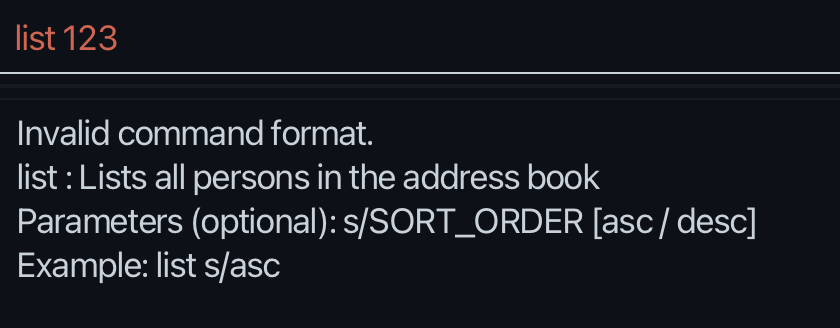 list 123
Invalid command format.
list : Lists all persons in the address book
Parameters (optional): s/SORT_ORDER [asc / desc]
Example: list s/asc